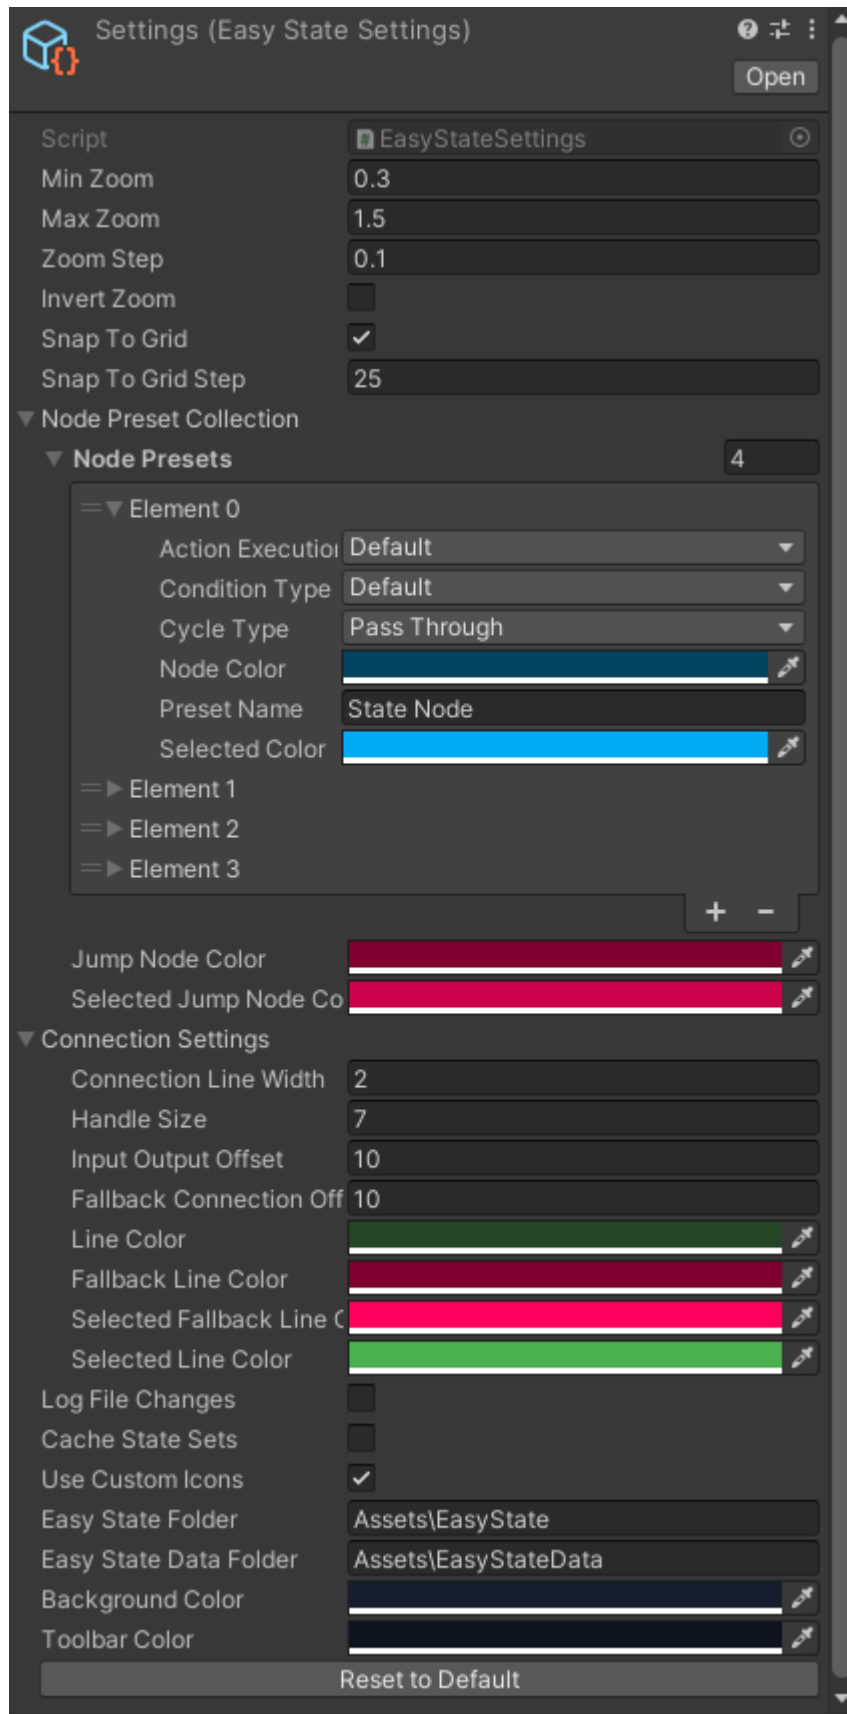 Settings (Easy State Settings)
Open
Script EasyStateSettings
Min Zoom 0.3
Max Zoom 1.5
Zoom Step 0.1
Invert Zoom
Snap To Grid
Snap To Grid Step 25
Node Preset Collection
Node Presets 4
Element 0
Action Execution Default
Condition Type Default
Cycle Type Pass Through
Node Color
Preset Name State Node
Selected Color
Element 1
Element 2
Element 3
+ -
Jump Node Color
Selected Jump Node Co
Connection Settings
Connection Line Width 2
Handle Size 7
Input Output Offset 10
Fallback Connection Off 10
Line Color
Fallback Line Color
Selected Fallback Line C
Selected Line Color
Log File Changes
Cache State Sets
Use Custom Icons
Easy State Folder Assets\EasyState
Easy State Data Folder Assets\EasyStateData
Background Color
Toolbar Color
Reset to Default